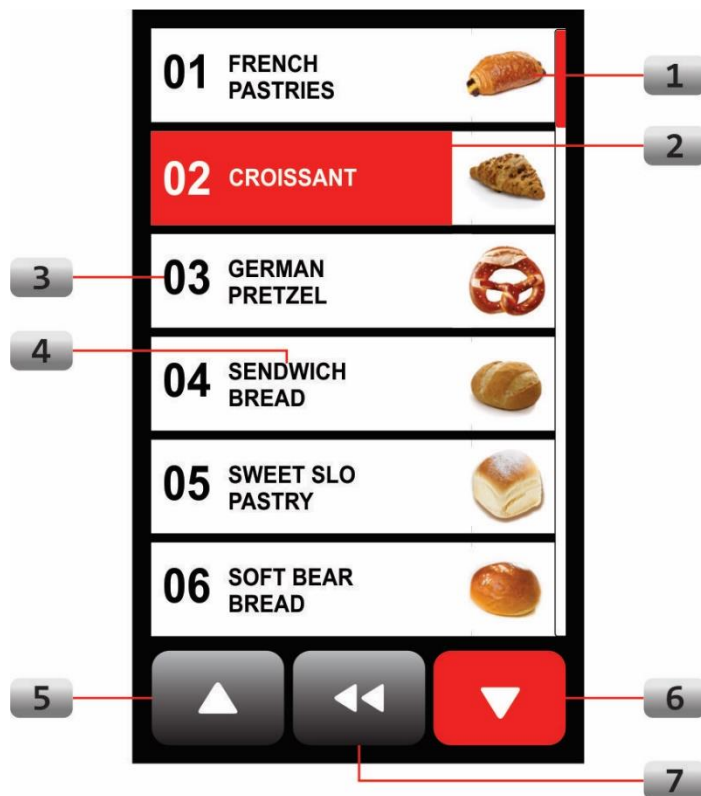 01 FRENCH
PASTRIES
1
02 CROISSANT
2
03 GERMAN
PRETZEL
3
04 SENDWICH
BREAD
4
05 SWEET SLO
PASTRY
06 SOFT BEAR
BREAD
5
6
7